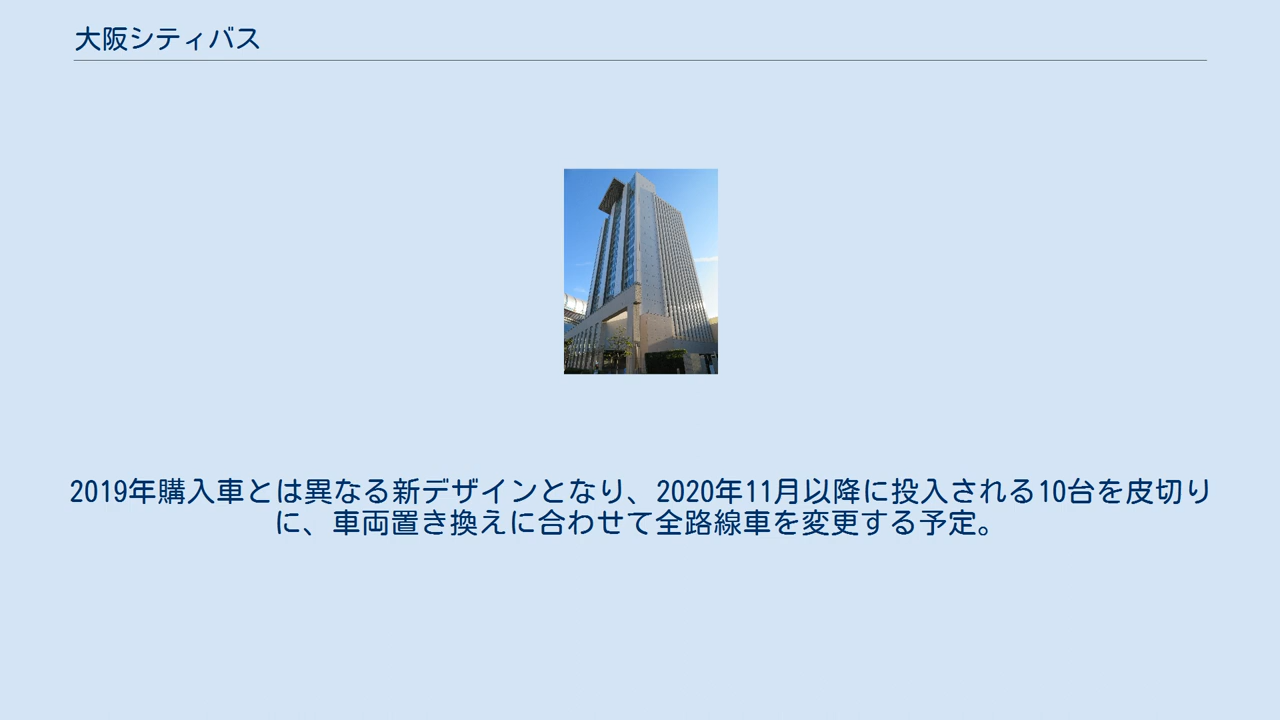 大阪シティバス
2019年購入車とは異なる新デザインとなり、2020年11月以降に投入される10台を皮切り
に、車両置き換えに合わせて全路線車を変更する予定。